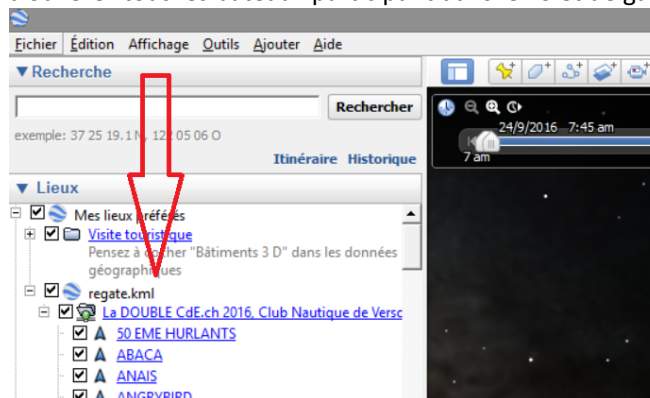 Fichier Édition Affichage Outils Ajouter Aide
Recherche
Rechercher
exemple: 37 25 19.1 N, 122 05 06 O
Itinéraire Historique
24/9/2016 7:45 am
7 am
Lieux
Mes lieux préférés
Visite touristique
Pensez à cocher "Bâtiments 3 D" dans les données
géographiques
regate.kml
La DOUBLE CdE.ch 2016, Club Nautique de Versc
50 EME HURLANTS
ABACA
ANAIS
ANGRYBIRD